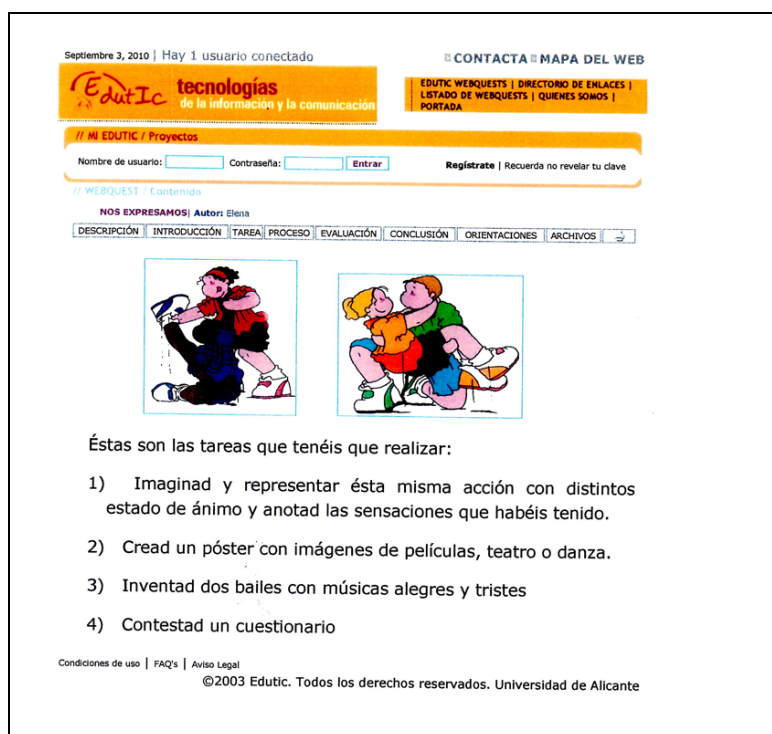 Septiembre 3, 2010 | Hay 1 usuario conectado
CONTACTA MAPA DEL WEB
EdutIc tecnologías
de la información y la comunicación
EDUTIC WEBQUESTS | DIRECTORIO DE ENLACES |
LISTADO DE WEBQUESTS | QUIENES SOMOS |
PORTADA
// MI EDUTIC / Proyectos
Nombre de usuario: Contraseña: Entrar Regístrate | Recuerda no revelar tu clave
// WEBQUEST / Contenido
NOS EXPRESAMOS| Autor: Elena
DESCRIPCIÓN INTRODUCCIÓN TAREA PROCESO EVALUACIÓN CONCLUSIÓN ORIENTACIONES ARCHIVOS
Éstas son las tareas que tenéis que realizar:
1) Imaginad y representar ésta misma acción con distintos
estado de ánimo y anotad las sensaciones que habéis tenido.
2) Cread un póster con imágenes de películas, teatro o danza.
3) Inventad dos bailes con músicas alegres y tristes
4) Contestad un cuestionario
Condiciones de uso | FAQ's | Aviso Legal
©2003 Edutic. Todos los derechos reservados. Universidad de Alicante